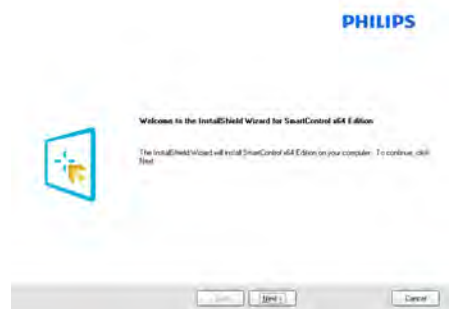 PHILIPS
Welcome to the InstallShield Wizard for SmartControl x64 Edition
The InstallShield Wizard will install SmartControl x64 Edition on your computer. To continue, click
Next
Next >
Cancel